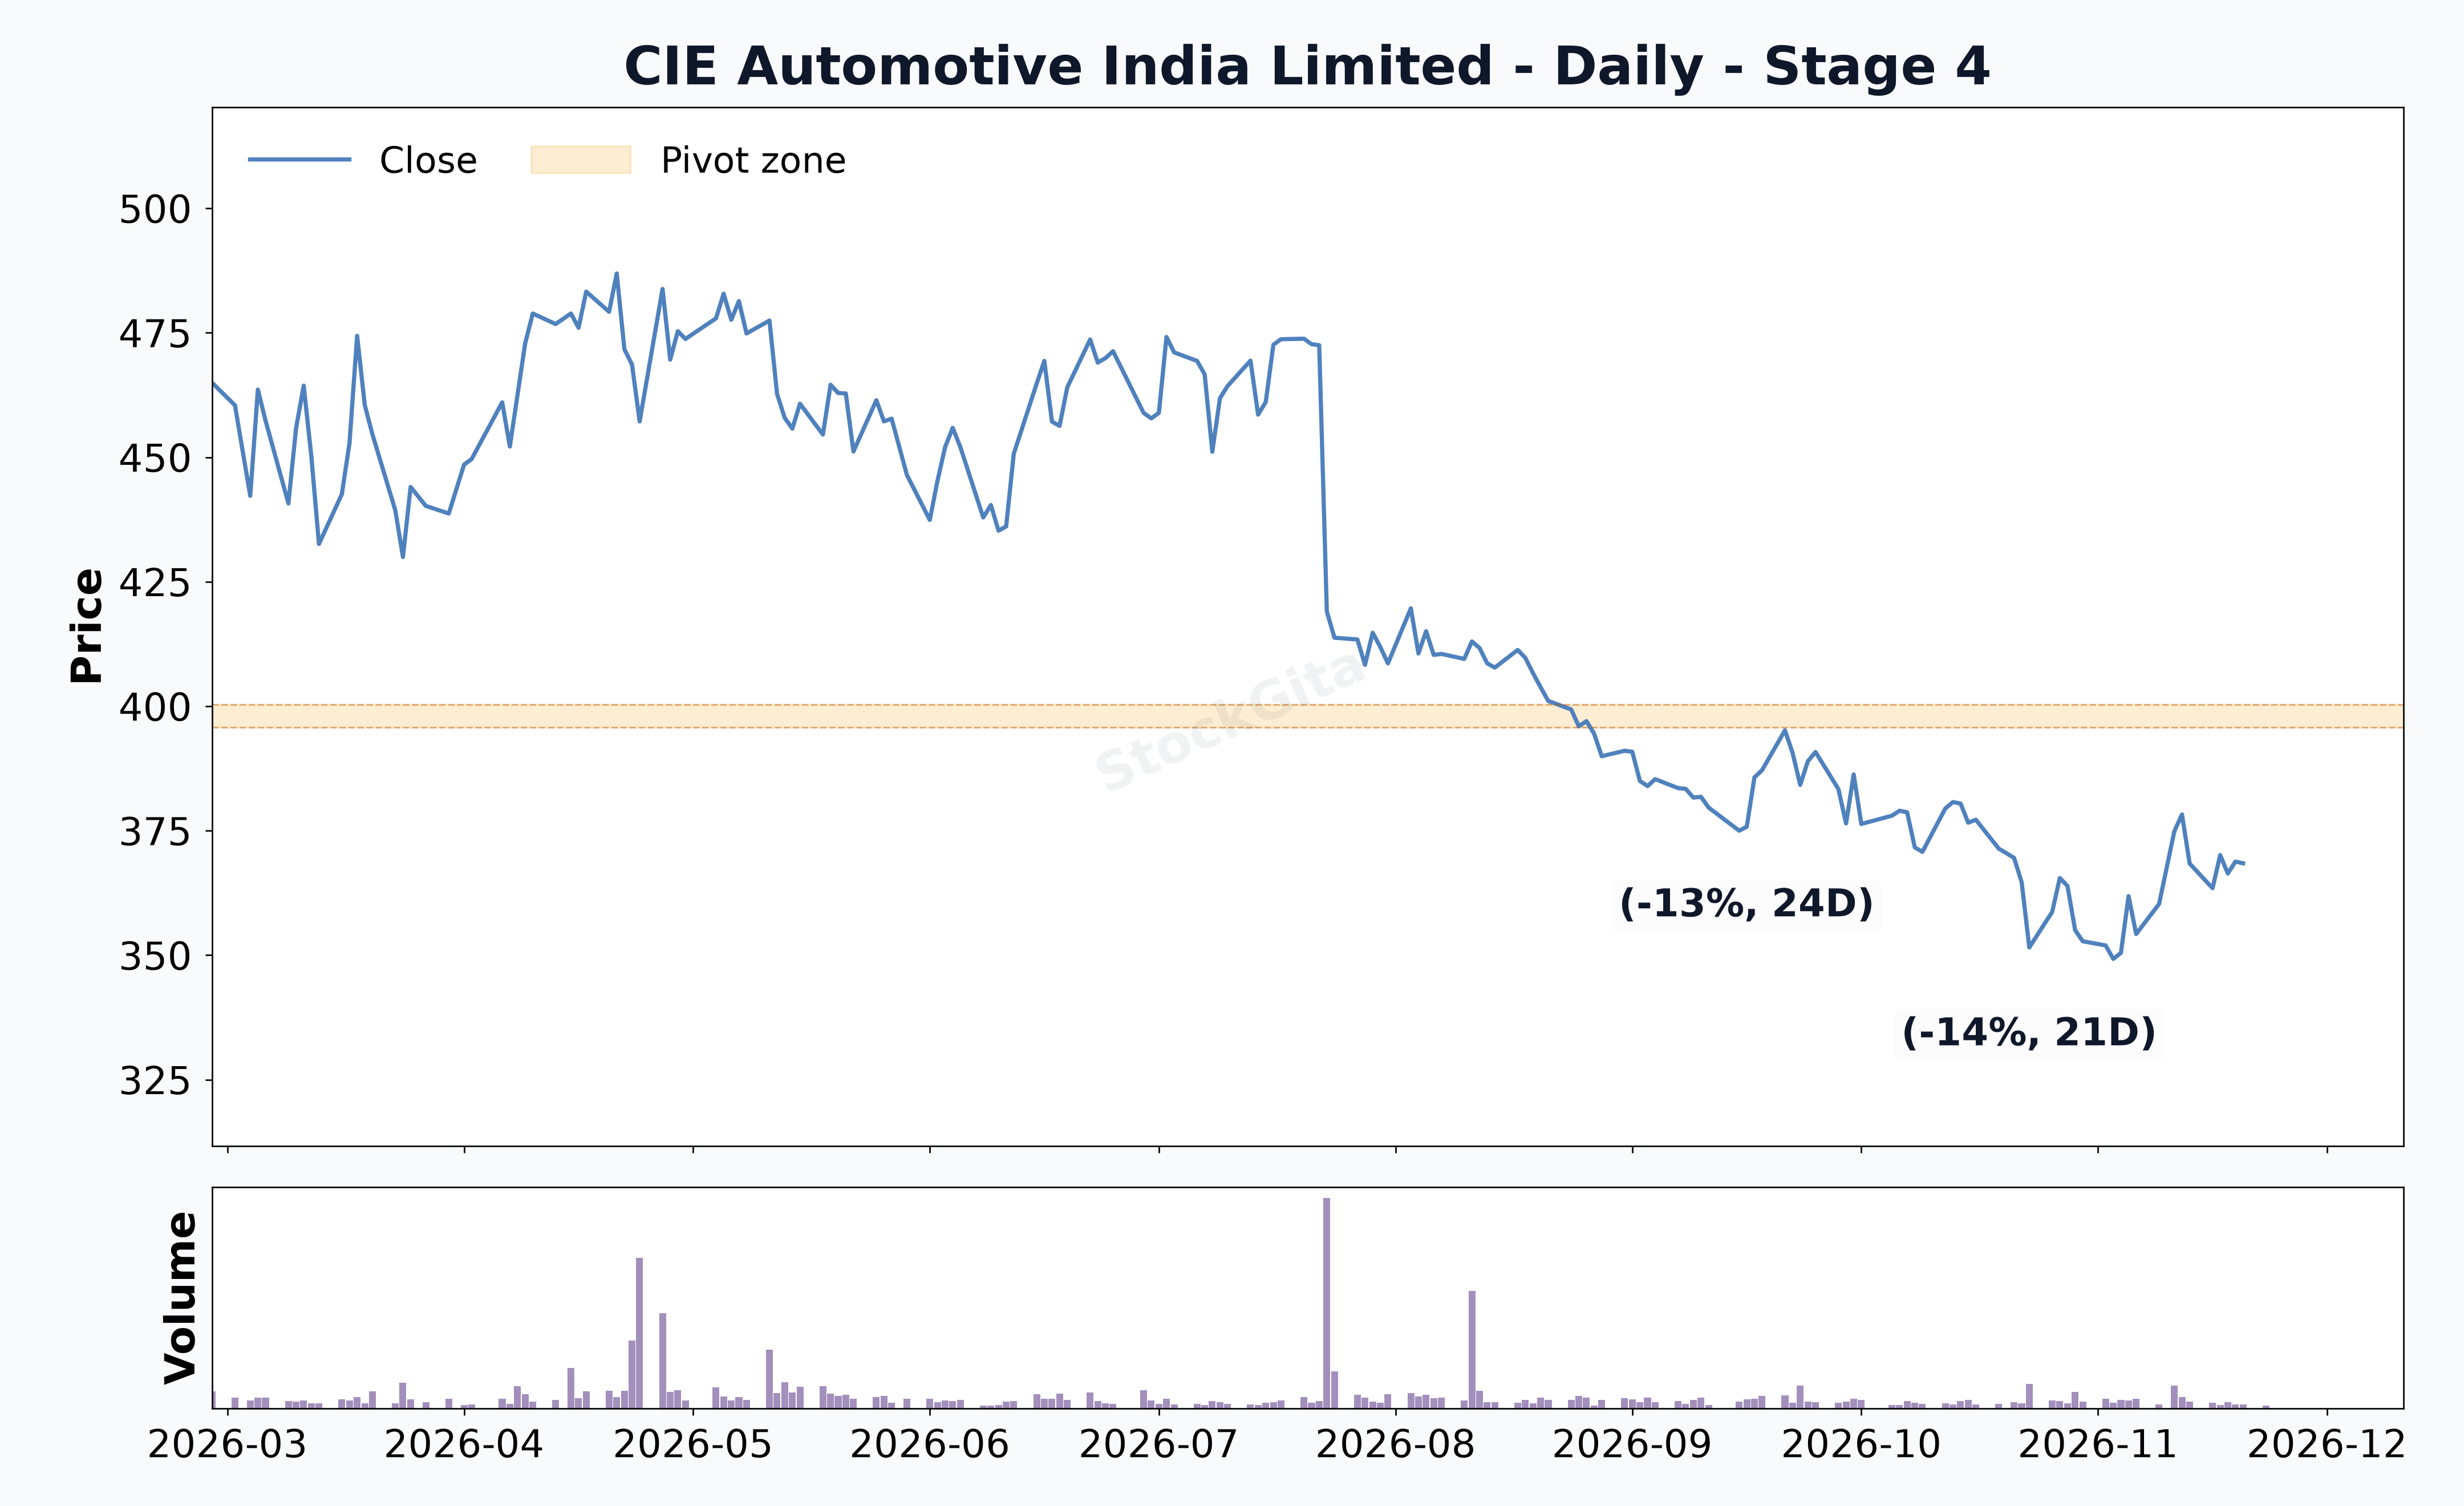 CIE Automotive India Limited - Daily - Stage 4
Close
Pivot zone
500
475
450
425
400
375
350
325
Price
StockGita
(-13%, 24D)
(-14%, 21D)
Volume
2026-03
2026-04
2026-05
2026-06
2026-07
2026-08
2026-09
2026-10
2026-11
2026-12